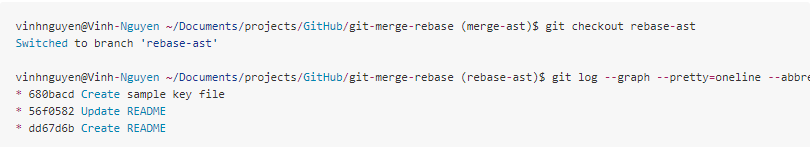 vinhnguyen@Vinh-Nguyen ~/Documents/projects/GitHub/git-merge-rebase (merge-ast)$ git checkout rebase-ast
Switched to branch 'rebase-ast'
vinhnguyen@Vinh-Nguyen ~/Documents/projects/GitHub/git-merge-rebase (rebase-ast)$ git log --graph --pretty=oneline --abbre
* 680bacd Create sample key file
* 56f0582 Update README
* dd67d6b Create README